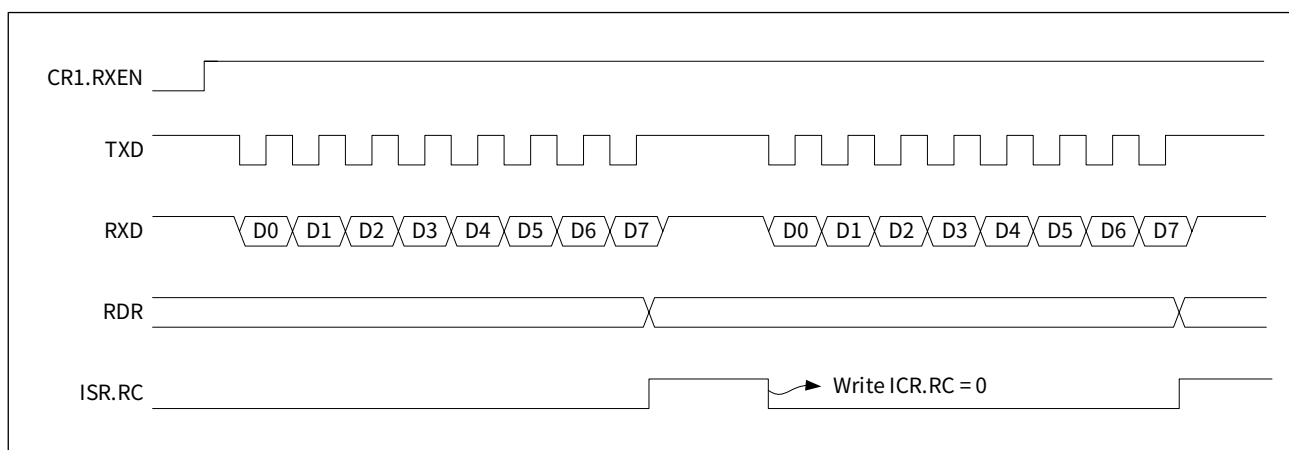 CR1.RXEN
TXD
RXD D0 D1 D2 D3 D4 D5 D6 D7 D0 D1 D2 D3 D4 D5 D6 D7
RDR
ISR.RC Write ICR.RC = 0